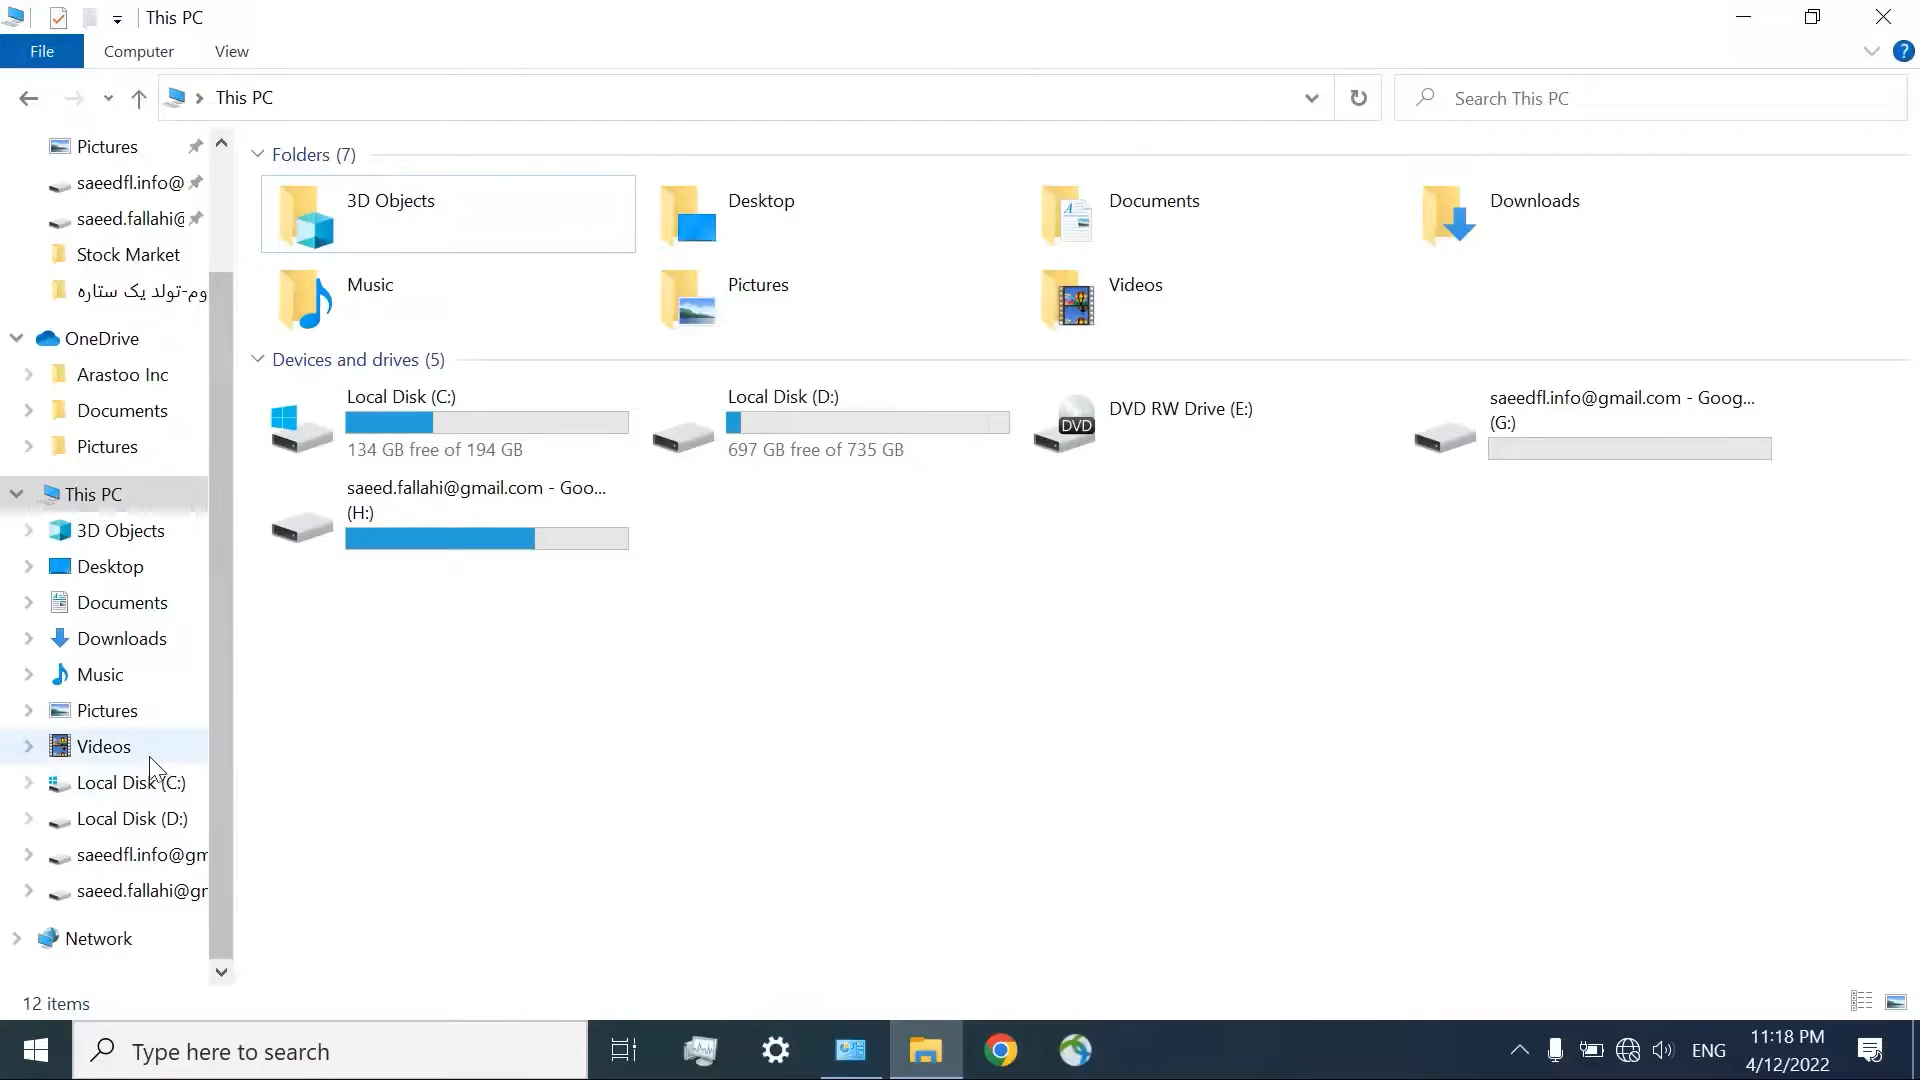 This PC
File
Computer
View
?
This PC
Search This PC
Pictures
saeedfl.info@
saeed.fallahi@
Stock Market
وم-تولد یک ستاره
OneDrive
Arastoo Inc
Documents
Pictures
This PC
3D Objects
Desktop
Documents
Downloads
Music
Pictures
Videos
Local Disk (C:)
Local Disk (D:)
saeedfl.info@gm
saeed.fallahi@gr
Network
Folders (7)
3D Objects
Desktop
Documents
Downloads
Music
Pictures
Videos
Devices and drives (5)
Local Disk (C:)
134 GB free of 194 GB
Local Disk (D:)
697 GB free of 735 GB
DVD
DVD RW Drive (E:)
saeedfl.info@gmail.com - Goog...
(G:)
saeed.fallahi@gmail.com - Goo...
(H:)
12 items
Type here to search
ENG
11:18 PM
4/12/2022